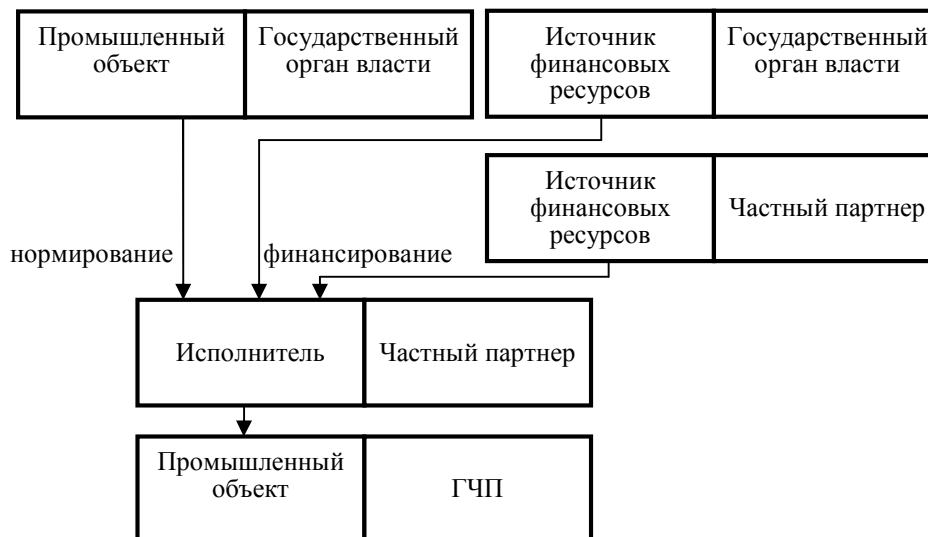 Промышленный
объект
Государственный
орган власти
Источник
финансовых
ресурсов
Государственный
орган власти
Источник
финансовых
ресурсов
Частный партнер
нормирование
финансирование
Исполнитель
Частный партнер
Промышленный
объект
ГЧП